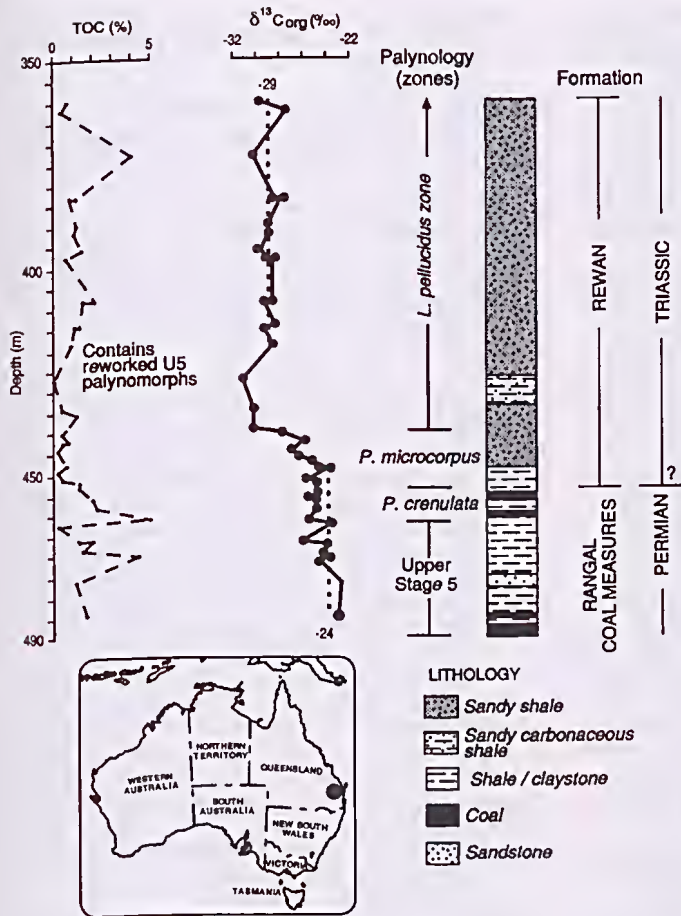 TOC (%)
0 5
δ¹³Corg (‰)
-32 -22
Palynology
(zones)
Formation
350
400
450
490
Depth (m)
-29
-24
Contains
reworked U5
palynomorphs
L. pellucidus zone
P. microcorpus
P. crenulata
Upper
Stage 5
REWAN
RANGAL
COAL MEASURES
TRIASSIC
?
PERMIAN
WESTERN
AUSTRALIA
NORTHERN
TERRITORY
QUEENSLAND
SOUTH
AUSTRALIA
NEW SOUTH
WALES
VICTORIA
TASMANIA
LITHOLOGY
Sandy shale
Sandy carbonaceous
shale
Shale / claystone
Coal
Sandstone